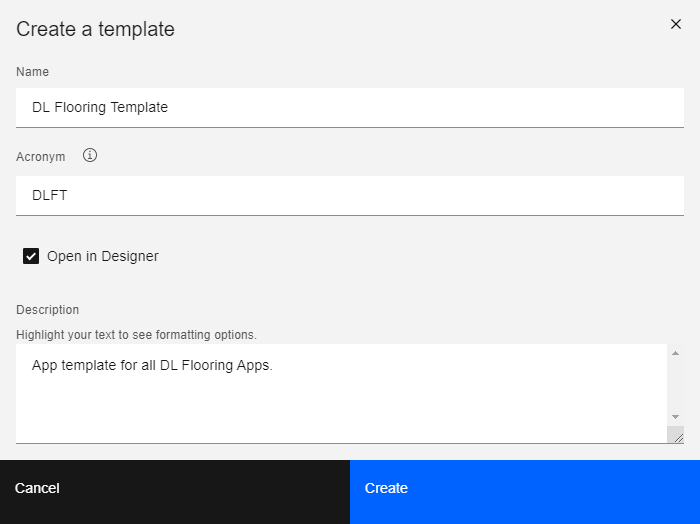 Create a template
Name
DL Flooring Template
Acronym
DLFT
Open in Designer
Description
Highlight your text to see formatting options.
App template for all DL Flooring Apps.
Cancel
Create